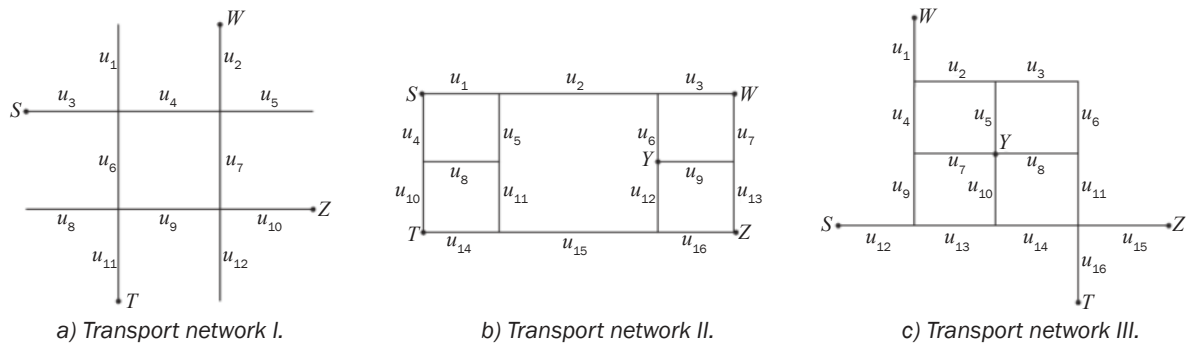 W
u₁ u₂
S u₃ u₄ u₅
u₆ u₇
u₈ u₉ u₁₀ Z
u₁₁ u₁₂
T
a) Transport network I.
u₁ u₂ u₃
S W
u₄ u₅ u₆ u₇
Y
u₈ u₉
u₁₀ u₁₁ u₁₂ u₁₃
T Z
u₁₄ u₁₅ u₁₆
b) Transport network II.
W
u₁
u₂ u₃
u₄ u₅ u₆
Y
u₇ u₈
u₉ u₁₀ u₁₁
S Z
u₁₂ u₁₃ u₁₄ u₁₅
u₁₆
T
c) Transport network III.